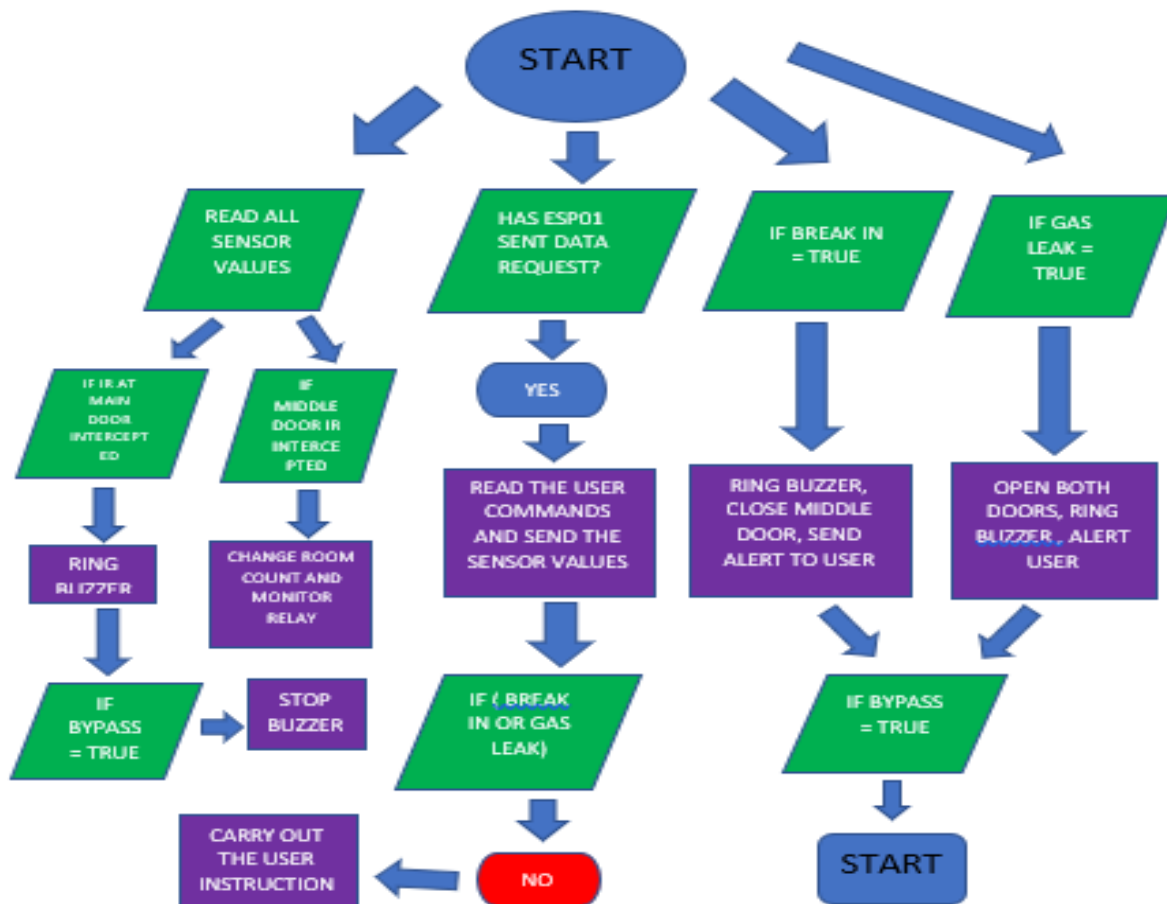 START
READ ALL
SENSOR
VALUES
HAS ESP01
SENT DATA
REQUEST?
IF BREAK IN
= TRUE
IF GAS
LEAK =
TRUE
IF IR AT
MAIN
DOOR
INTERCEPT
ED
IF
MIDDLE
DOOR IR
INTERCE
PTED
YES
READ THE USER
COMMANDS
AND SEND THE
SENSOR VALUES
RING BUZZER,
CLOSE MIDDLE
DOOR, SEND
ALERT TO USER
OPEN BOTH
DOORS, RING
BUZZER , ALERT
USER
RING
BUZZER
CHANGE ROOM
COUNT AND
MONITOR
RELAY
IF
BYPASS
= TRUE
STOP
BUZZER
IF ( BREAK
IN OR GAS
LEAK)
IF BYPASS
= TRUE
CARRY OUT
THE USER
INSTRUCTION
NO
START